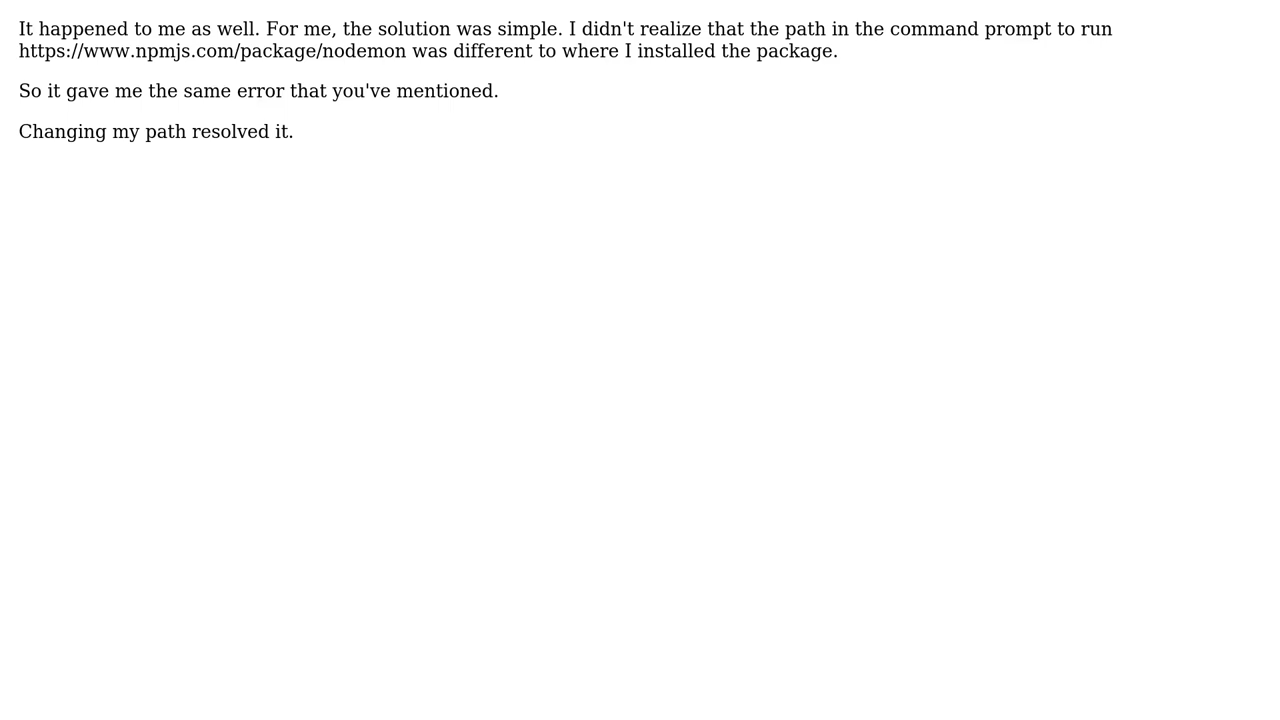 It happened to me as well. For me, the solution was simple. I didn't realize that the path in the command prompt to run
https://www.npmjs.com/package/nodemon was different to where I installed the package.
So it gave me the same error that you've mentioned.
Changing my path resolved it.